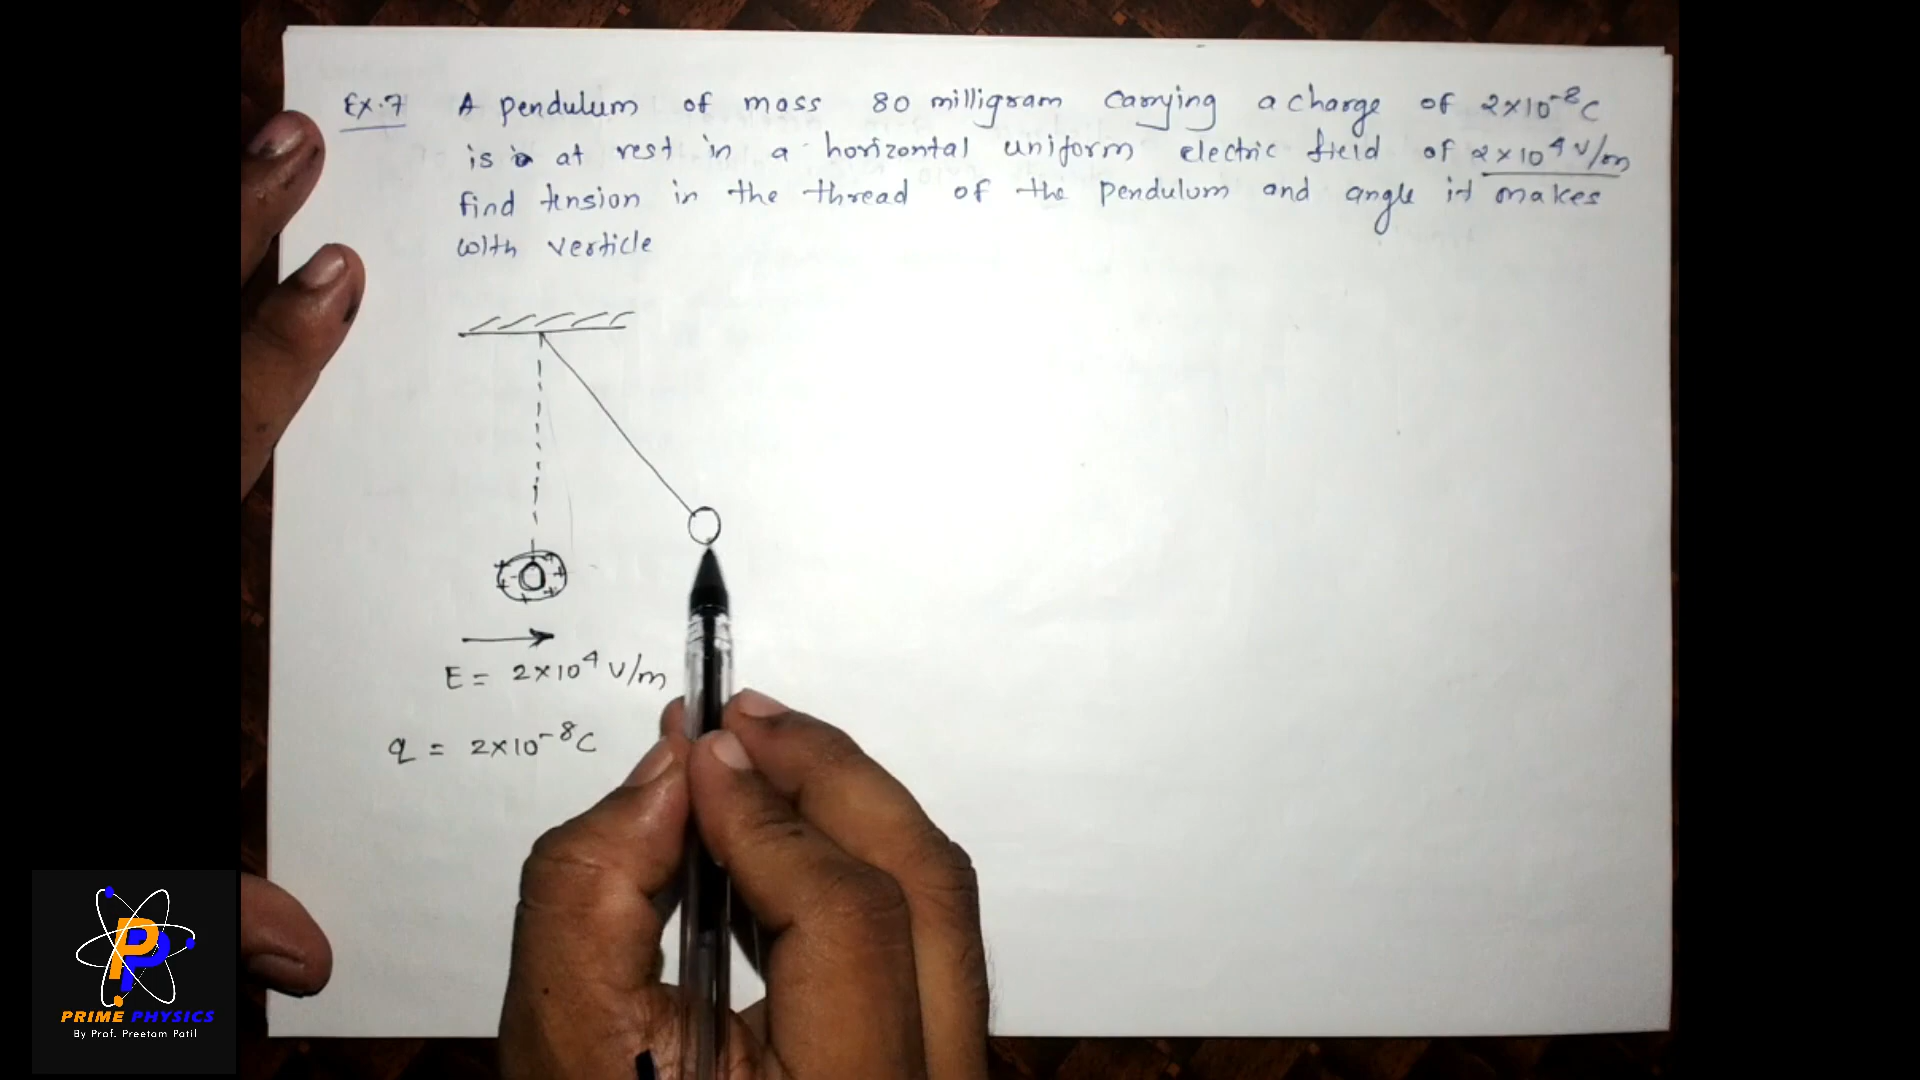 Ex.7 A pendulum of mass 80 milligram carrying a charge of 2×10⁻⁸C
is at rest in a horizontal uniform electric field of 2×10⁴ V/m
find tension in the thread of the pendulum and angle it makes
with verticle
E = 2×10⁴ V/m
q = 2×10⁻⁸C
PP
PRIME PHYSICS
By Prof. Preetam Patil